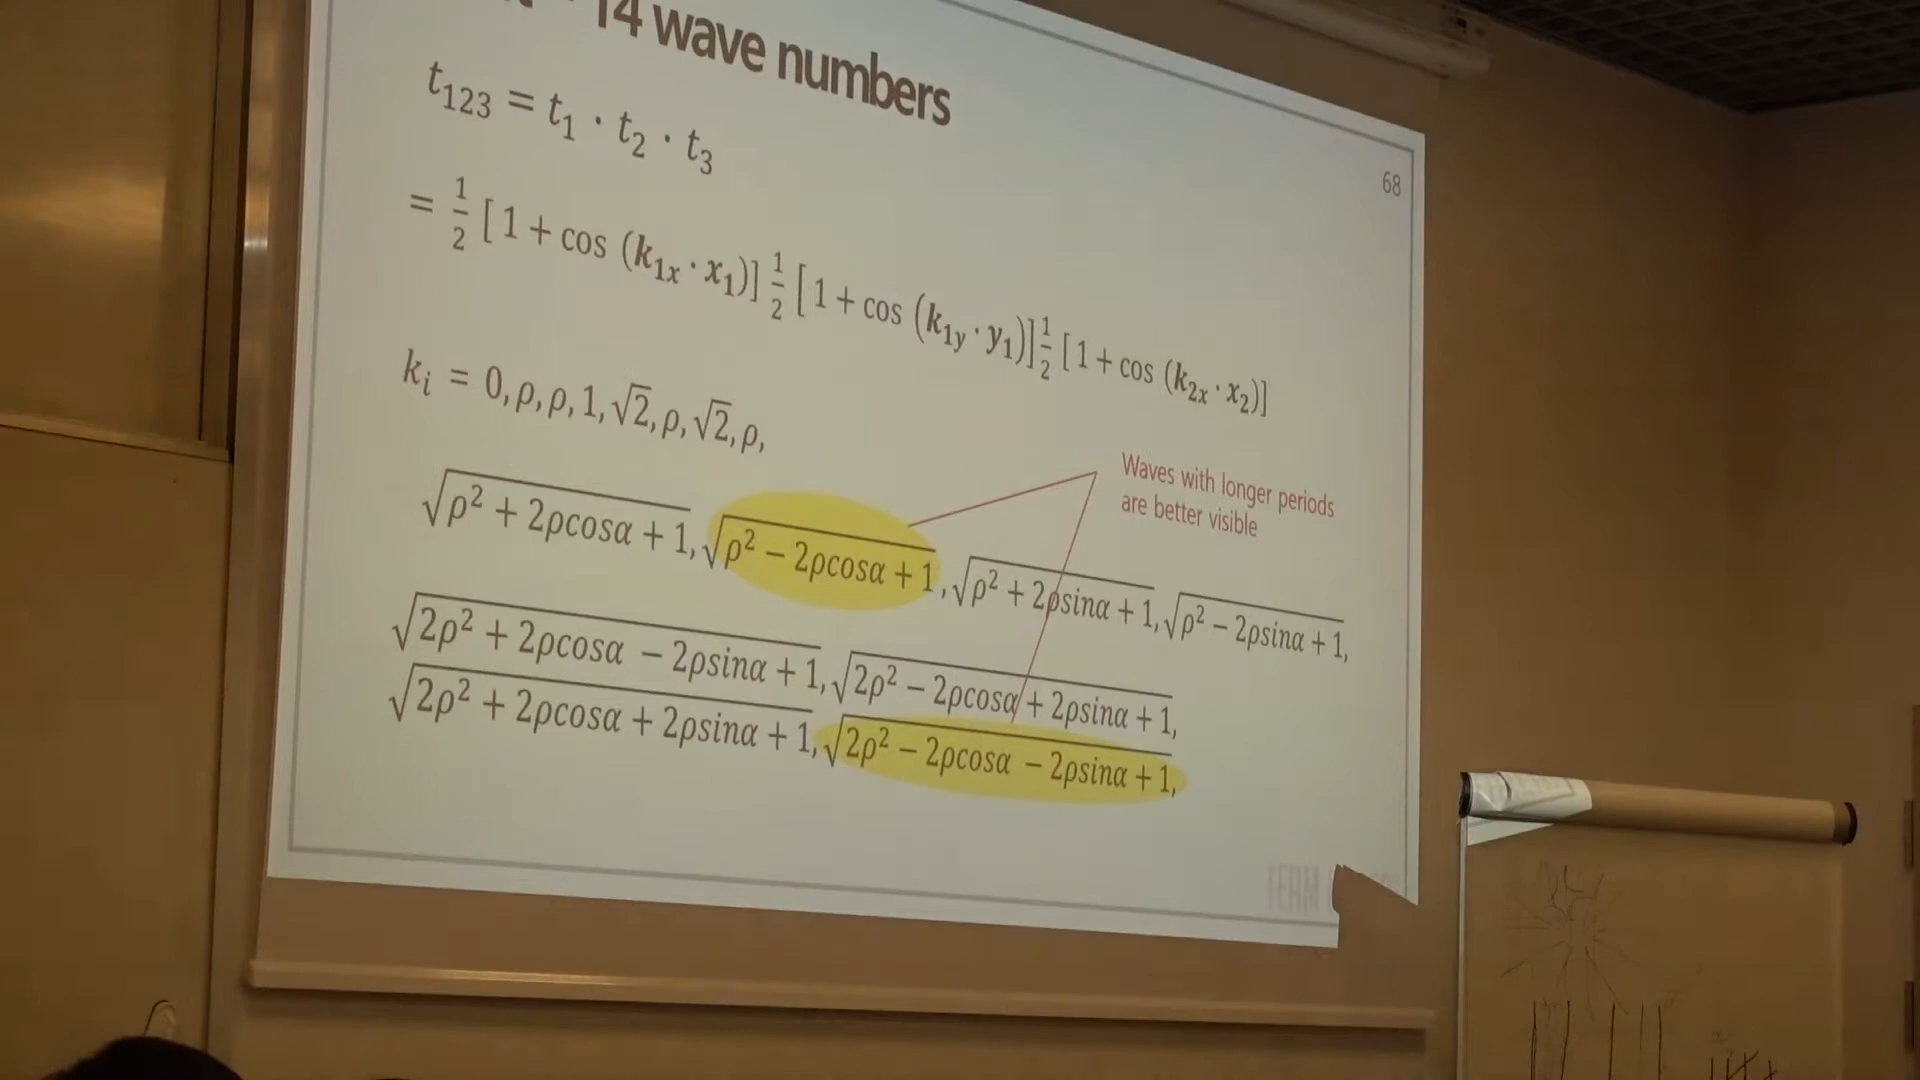 14 wave numbers
68
t₁₂₃ = t₁ · t₂ · t₃
= 1/2 [1 + cos (k₁ₓ · x₁)] 1/2 [1 + cos (k₁ᵧ · y₁)] 1/2 [1 + cos (k₂ₓ · x₂)]
kᵢ = 0, ρ, ρ, 1, √2, ρ, √2, ρ,
Waves with longer periods
are better visible
√(ρ² + 2ρcosα + 1), √(ρ² − 2ρcosα + 1), √(ρ² + 2ρsinα + 1), √(ρ² − 2ρsinα + 1),
√(2ρ² + 2ρcosα − 2ρsinα + 1), √(2ρ² − 2ρcosα + 2ρsinα + 1),
√(2ρ² + 2ρcosα + 2ρsinα + 1), √(2ρ² − 2ρcosα − 2ρsinα + 1),